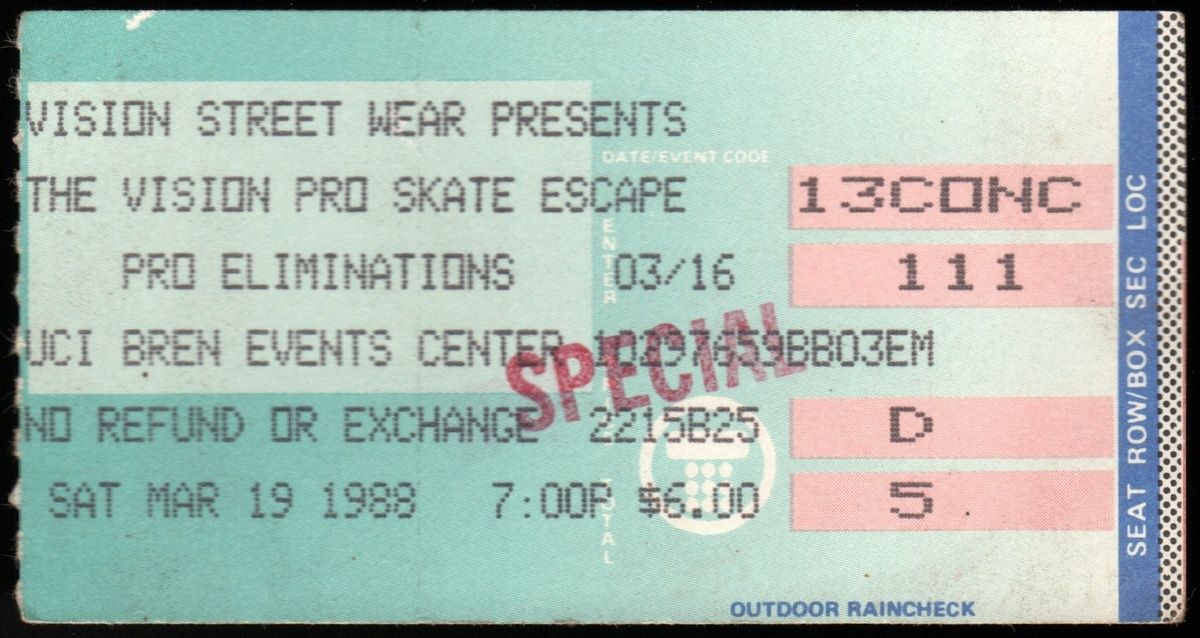 VISION STREET WEAR PRESENTS
DATE/EVENT CODE
THE VISION PRO SKATE ESCAPE
13CONC
PRO ELIMINATIONS
03/16
111
ENTER
UCI BREN EVENTS CENTER
SPECIAL
NO REFUND OR EXCHANGE
2215B25
D
SAT MAR 19 1988 7:00P $6.00
5
TOTAL
OUTDOOR RAINCHECK
SEAT ROW/BOX SEC LOC